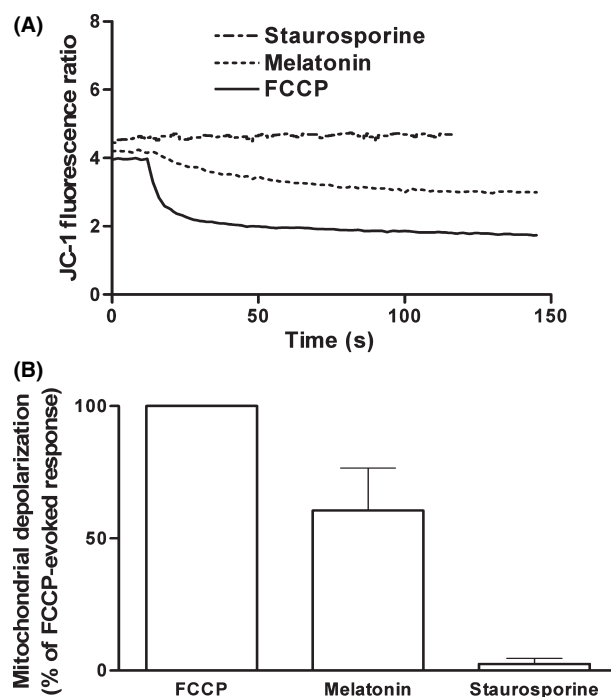 (A)
8
6
4
2
0
JC-1 fluorescence ratio
Staurosporine
Melatonin
FCCP
0 50 100 150
Time (s)
(B)
Mitochondrial depolarization
(% of FCCP-evoked response)
100
50
0
FCCP Melatonin Staurosporine